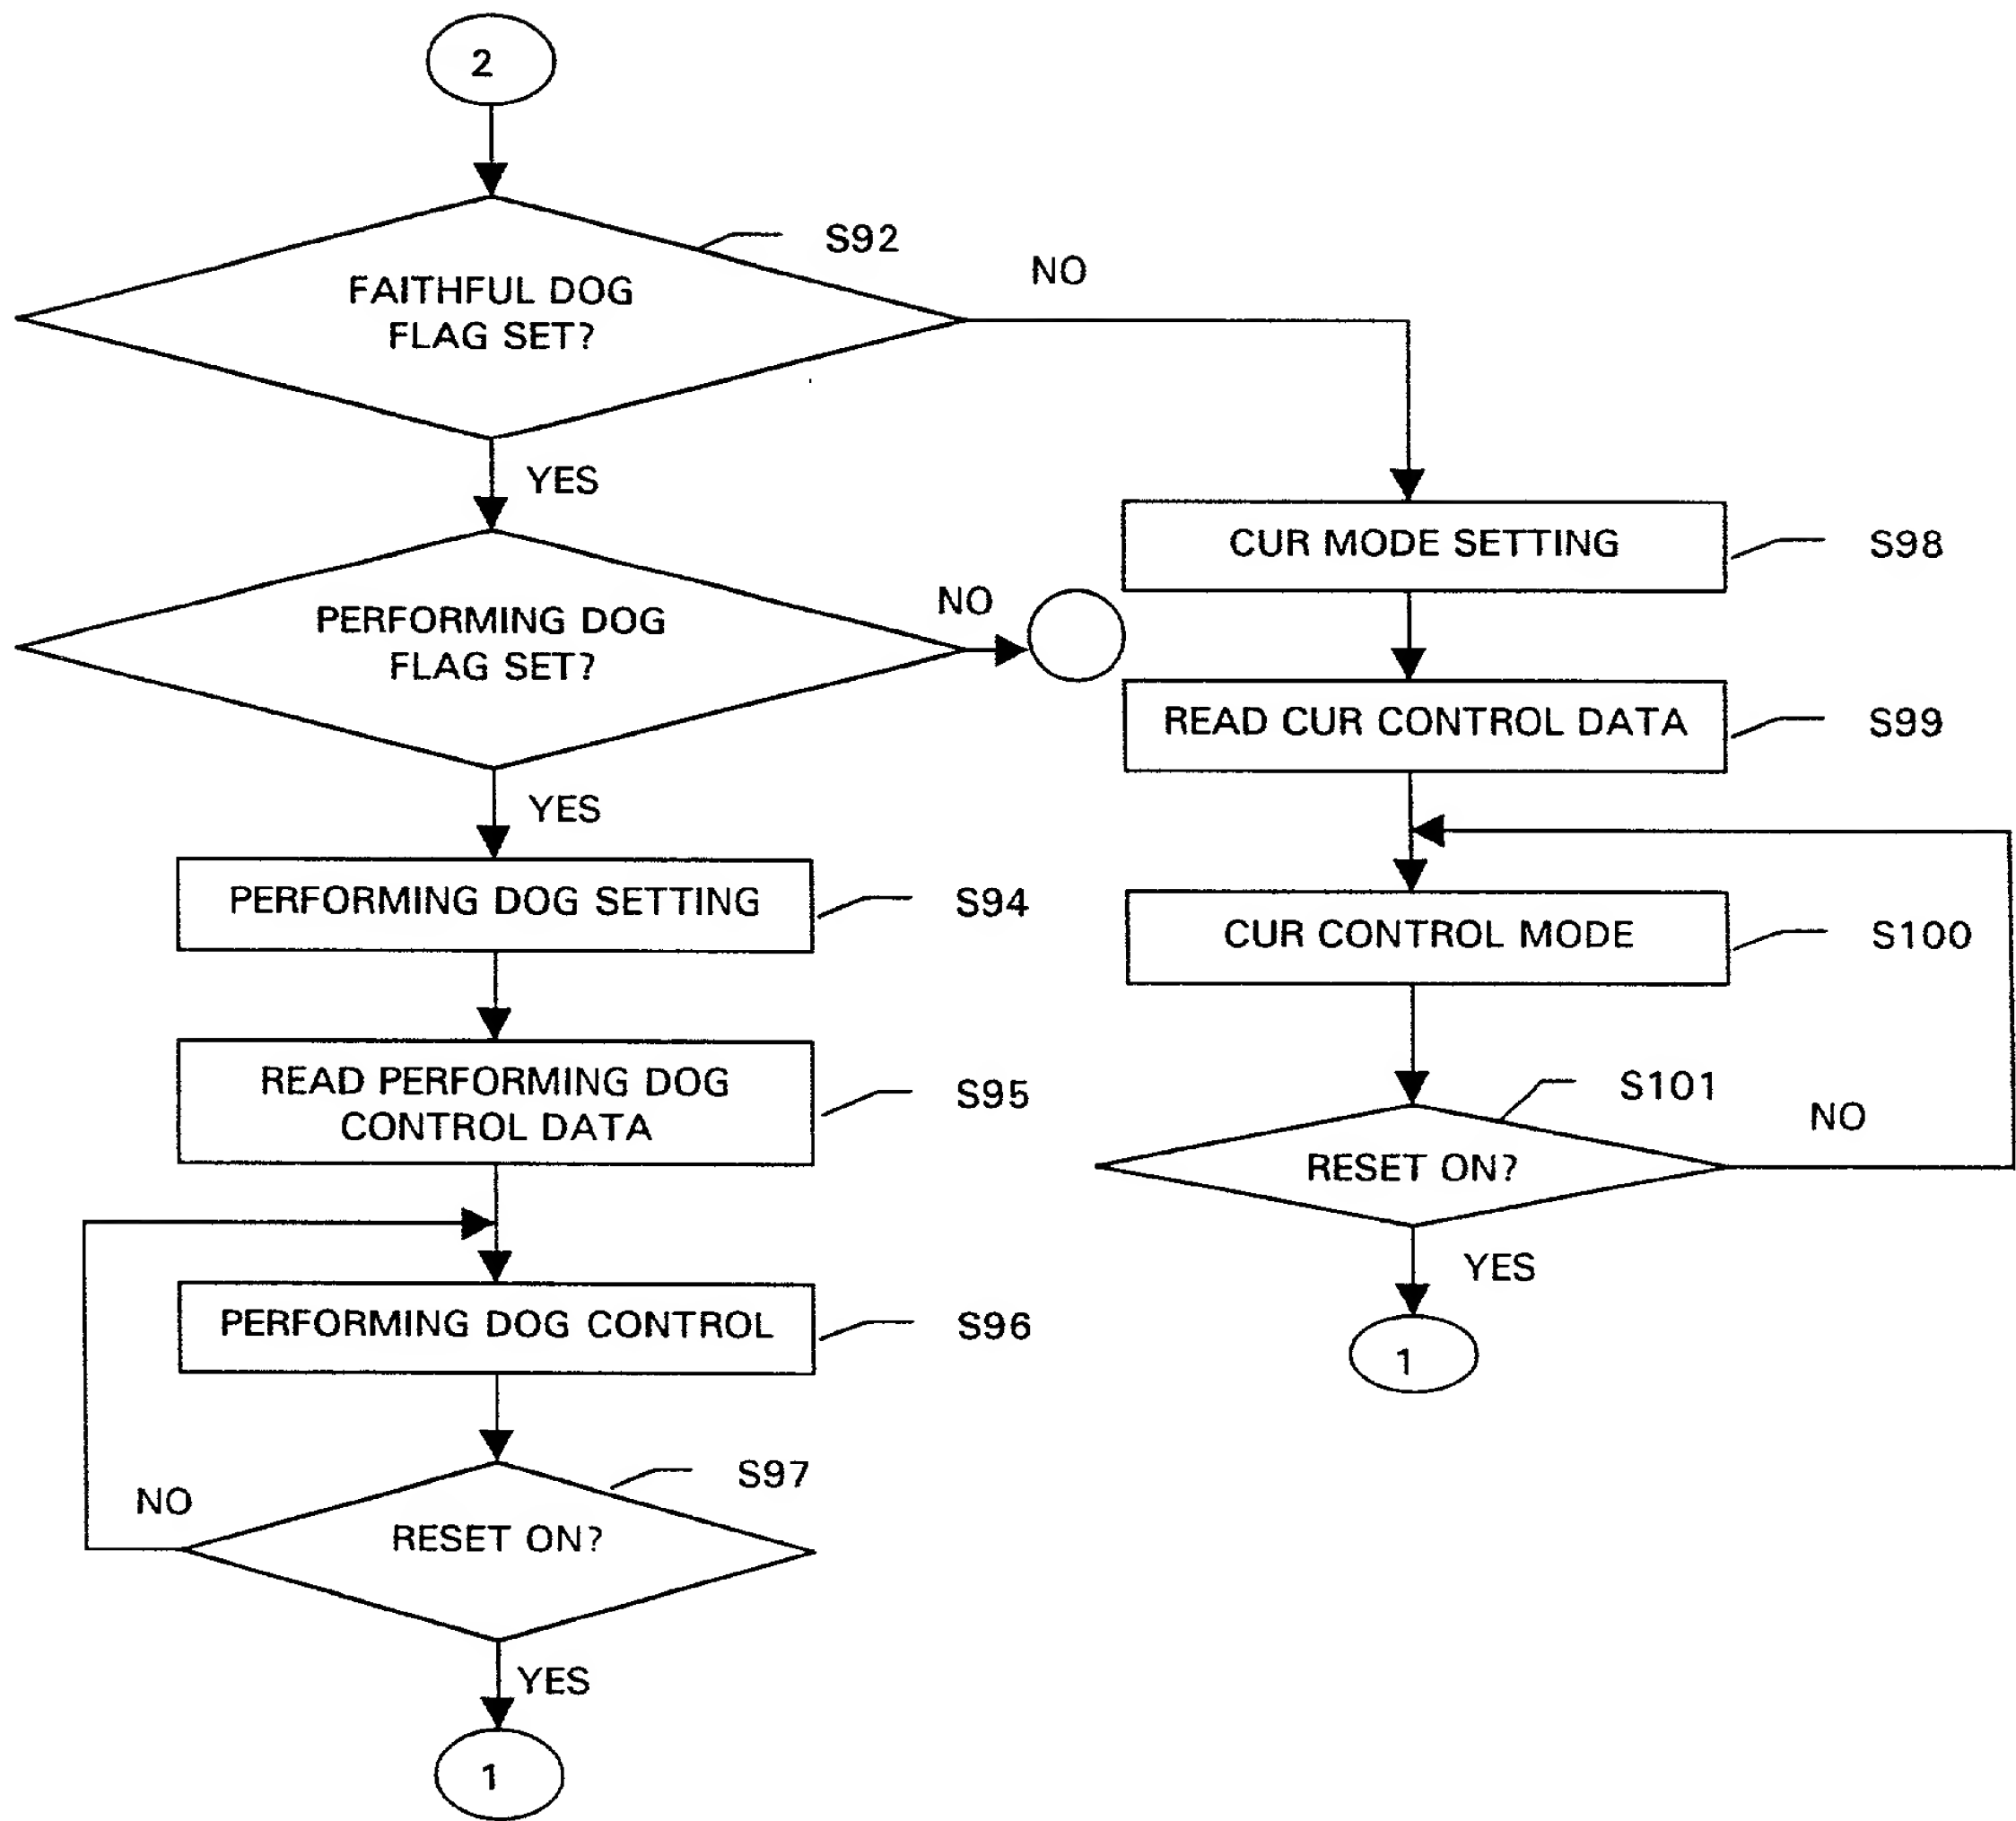 2
S92
NO
FAITHFUL DOG
FLAG SET?
YES
PERFORMING DOG
FLAG SET?
NO
YES
PERFORMING DOG SETTING
S94
READ PERFORMING DOG
CONTROL DATA
S95
PERFORMING DOG CONTROL
S96
S97
NO
RESET ON?
YES
1
CUR MODE SETTING
S98
READ CUR CONTROL DATA
S99
CUR CONTROL MODE
S100
S101
NO
RESET ON?
YES
1